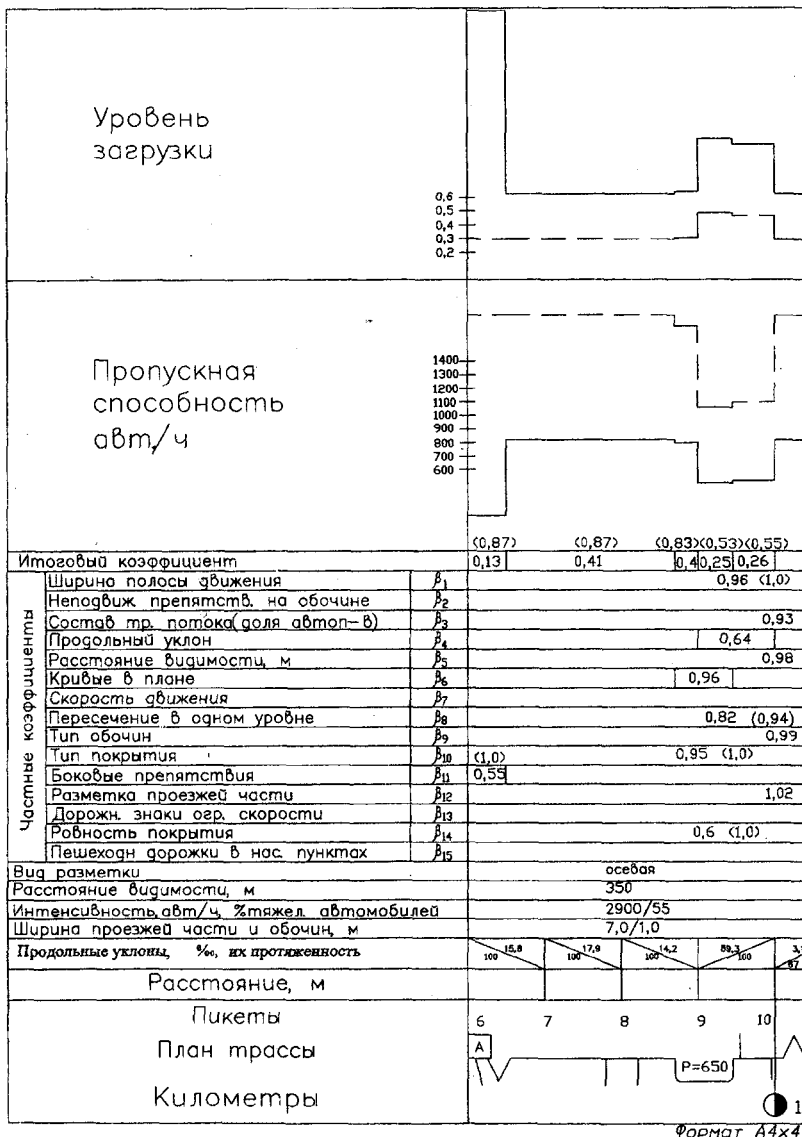 Уровень
загрузки
0,6
0,5
0,4
0,3
0,2
Пропускная
способность
авт/ч
1400
1300
1200
1100
1000
900
800
700
600
(0,87) (0,87) (0,83)(0,53)(0,55)
Итоговый коэффициент 0,13 0,41 0,4 0,25 0,26
Частные коэффициенты
Ширина полосы движения β1 0,96 (1,0)
Неподвиж препятств. на обочине β2
Состав тр. потока(доля автоп-в) β3 0,93
Продольный уклон β4 0,64
Расстояние видимости, м β5 0,98
Кривые в плане β6 0,96
Скорость движения β7
Пересечение в одном уровне β8 0,82 (0,94)
Тип обочин β9 0,99
Тип покрытия β10 (1,0) 0,95 (1,0)
Боковые препятствия β11 0,55
Разметка проезжей части β12 1,02
Дорожн. знаки огр. скорости β13
Ровность покрытия β14 0,6 (1,0)
Пешеходн дорожки в нас. пунктах β15
Вид разметки осевая
Расстояние видимости, м 350
Интенсивность, авт/ч, %тяжел. автомобилей 2900/55
Ширина проезжей части и обочин, м 7,0/1,0
Продольные уклоны, ‰, их протяженность 100 15,8 100 17,9 100 14,2 89,3 100 3, 67
Расстояние, м
Пикеты 6 7 8 9 10
План трассы А Р=650
Километры 1
Формат А4х4